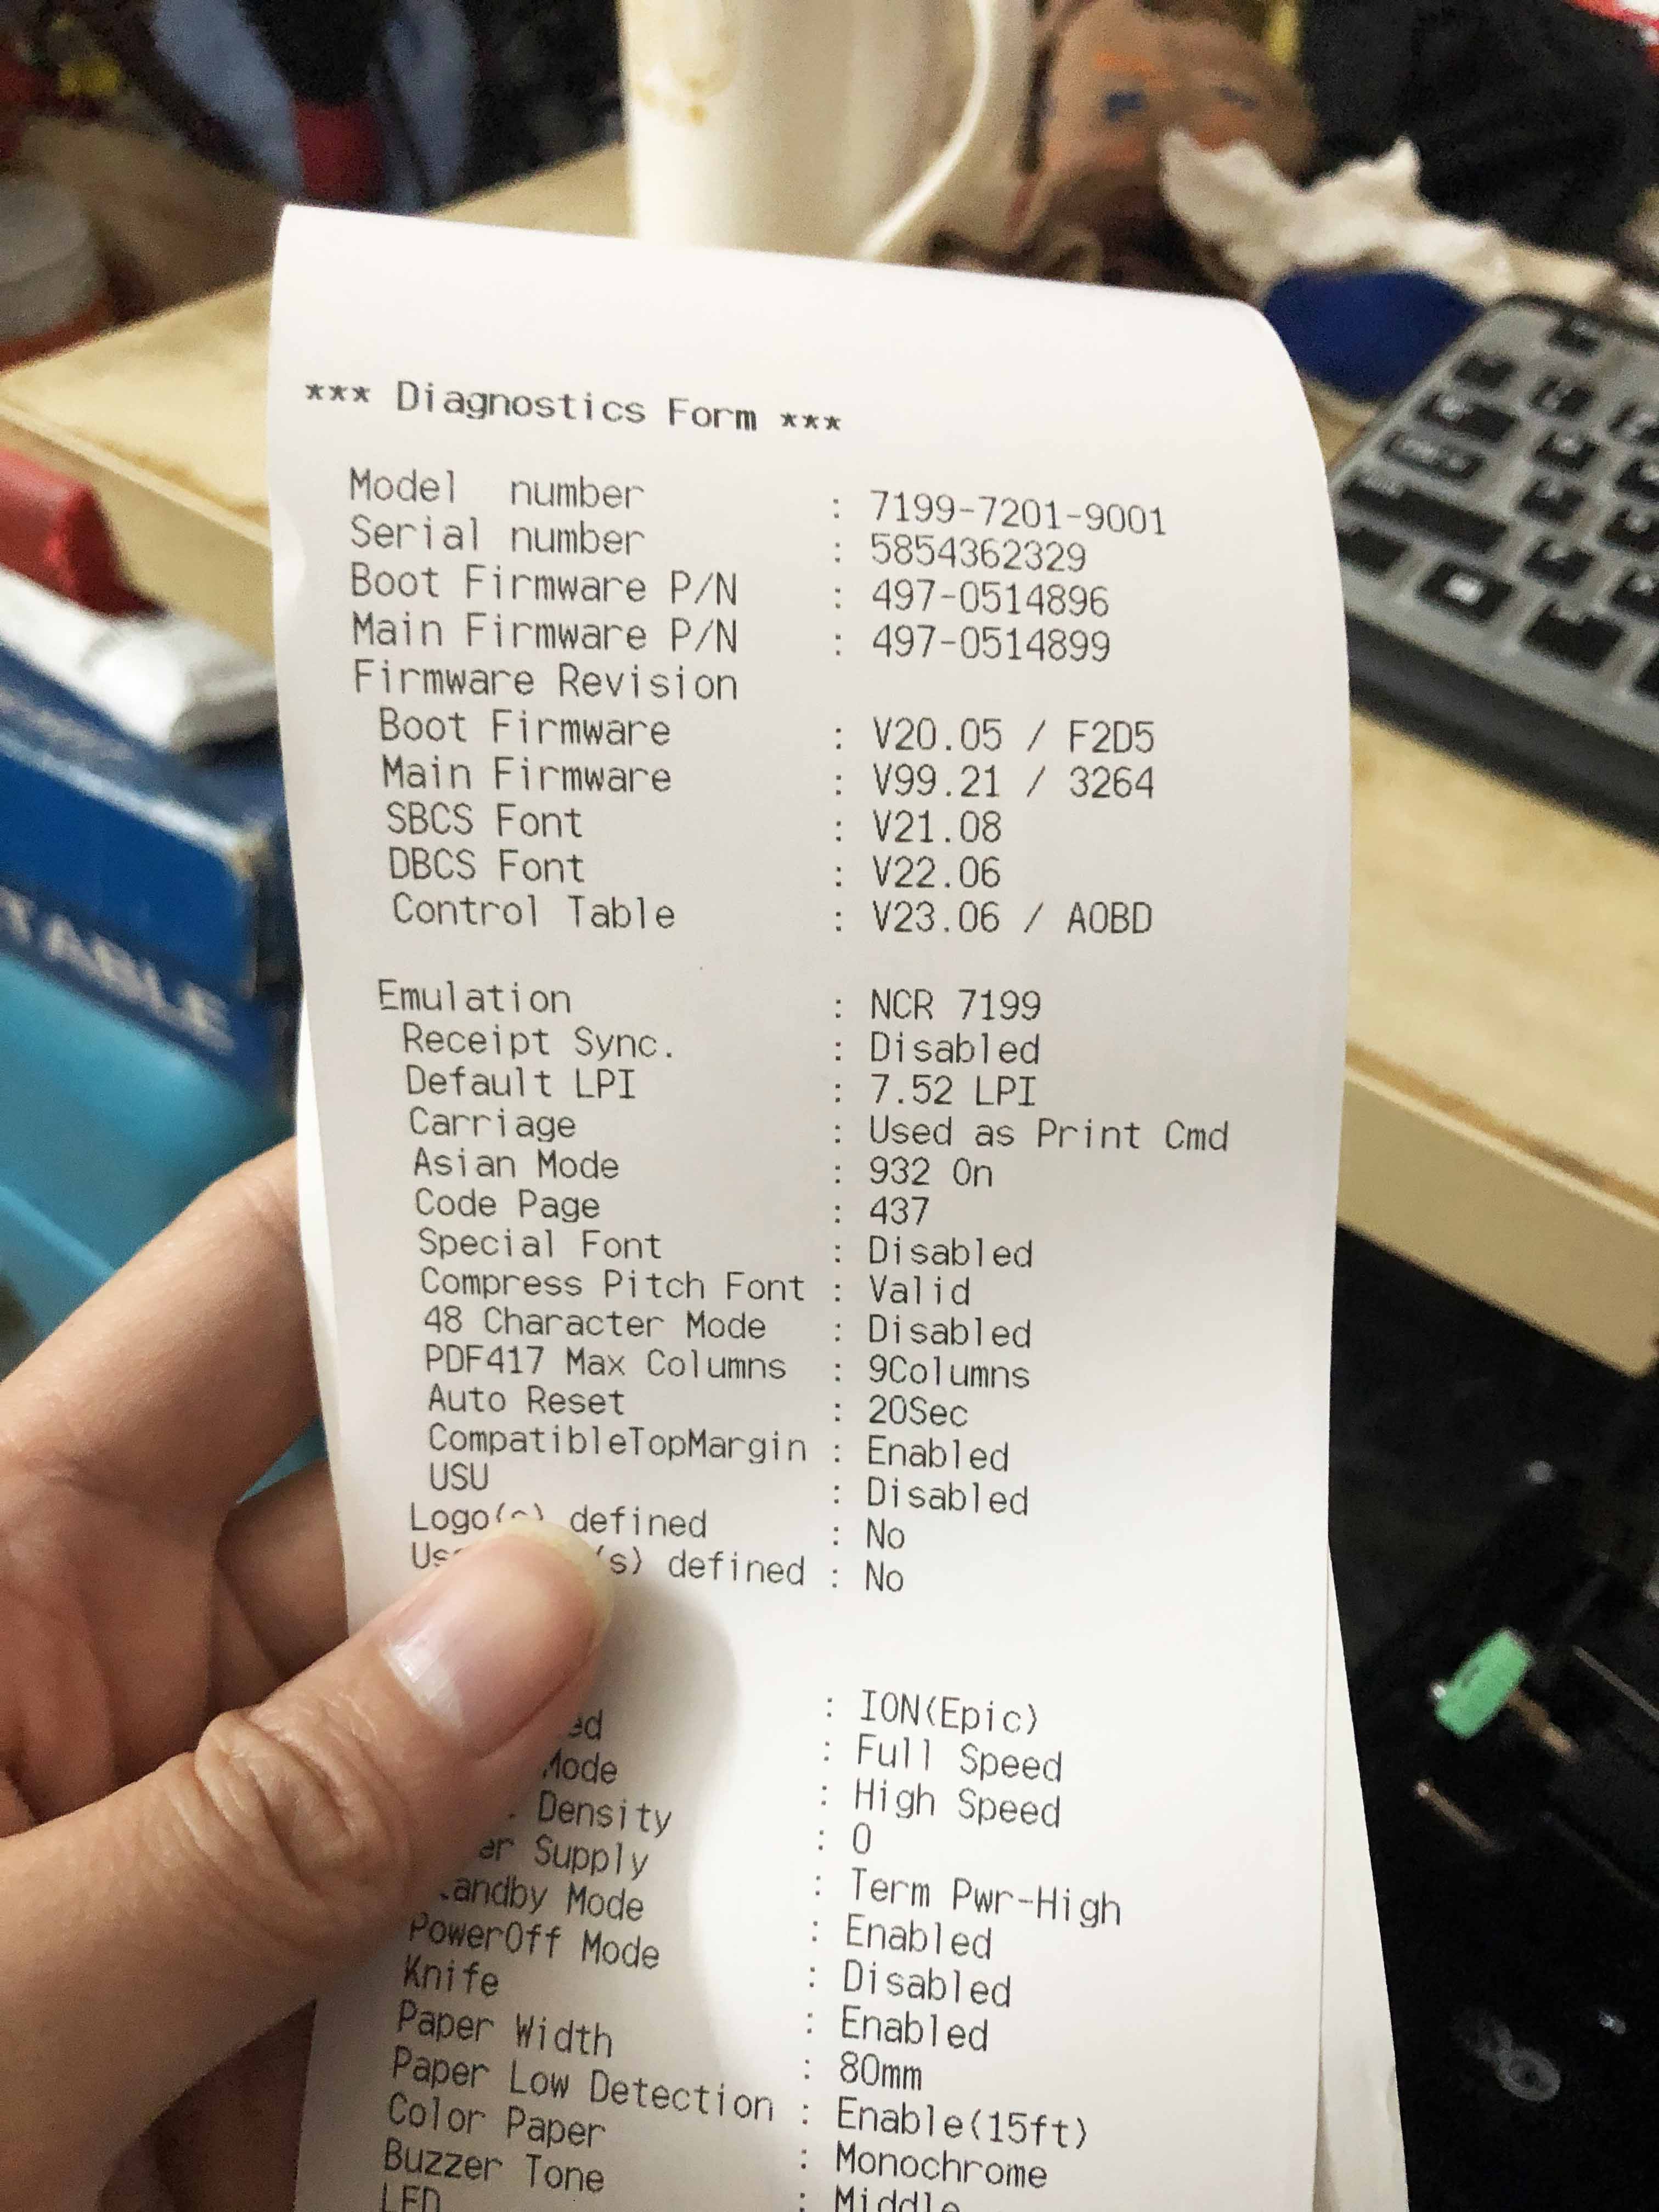 *** Diagnostics Form ***
Model number : 7199-7201-9001
Serial number : 5854362329
Boot Firmware P/N : 497-0514896
Main Firmware P/N : 497-0514899
Firmware Revision
Boot Firmware : V20.05 / F2D5
Main Firmware : V99.21 / 3264
SBCS Font : V21.08
DBCS Font : V22.06
Control Table : V23.06 / A0BD
Emulation : NCR 7199
Receipt Sync. : Disabled
Default LPI : 7.52 LPI
Carriage : Used as Print Cmd
Asian Mode : 932 On
Code Page : 437
Special Font : Disabled
Compress Pitch Font : Valid
48 Character Mode : Disabled
PDF417 Max Columns : 9Columns
Auto Reset : 20Sec
CompatibleTopMargin : Enabled
USU : Disabled
Logo(s) defined : No
defined : No
: ION(Epic)
: Full Speed
Mode : High Speed
Density : 0
Supply : Term Pwr-High
Mode : Enabled
PowerOff Mode : Disabled
Knife : Enabled
Paper Width : 80mm
Paper Low Detection : Enable(15ft)
Color Paper : Monochrome
Buzzer Tone : Middle
LED
TABLE